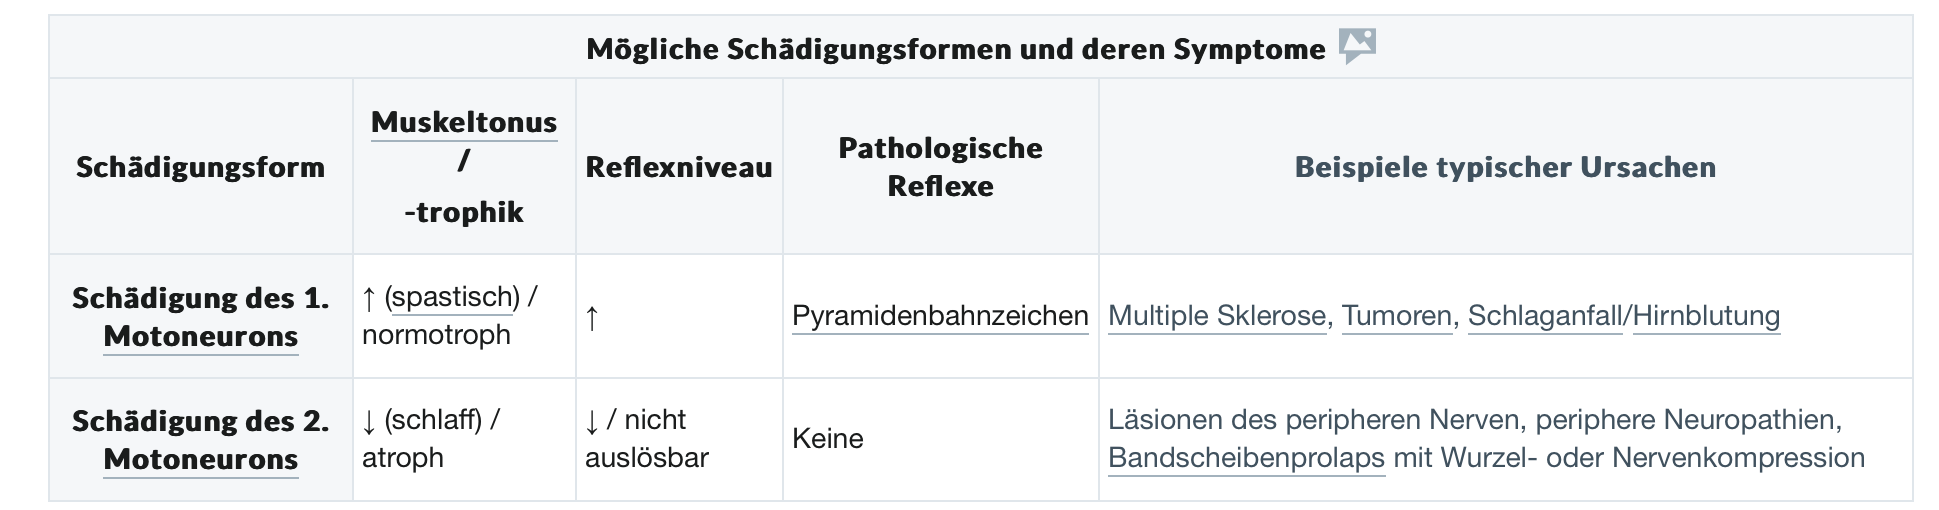 Mögliche Schädigungsformen und deren Symptome
Schädigungsform
Muskeltonus
/
-trophik
Reflexniveau
Pathologische
Reflexe
Beispiele typischer Ursachen
Schädigung des 1.
Motoneurons
↑ (spastisch) /
normotroph
↑
Pyramidenbahnzeichen
Multiple Sklerose, Tumoren, Schlaganfall/Hirnblutung
Schädigung des 2.
Motoneurons
↓ (schlaff) /
atroph
↓ / nicht
auslösbar
Keine
Läsionen des peripheren Nerven, periphere Neuropathien,
Bandscheibenprolaps mit Wurzel- oder Nervenkompression